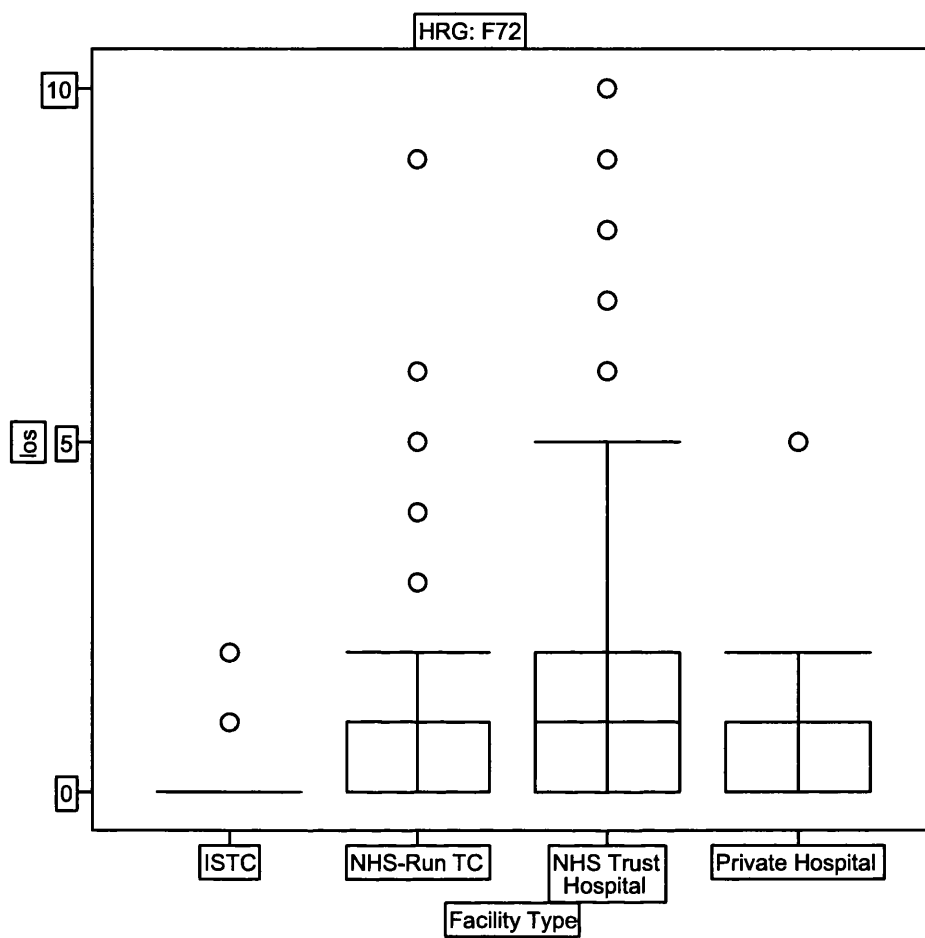 HRG: F72
10
los
5
0
ISTC
NHS-Run TC
NHS Trust
Hospital
Private Hospital
Facility Type